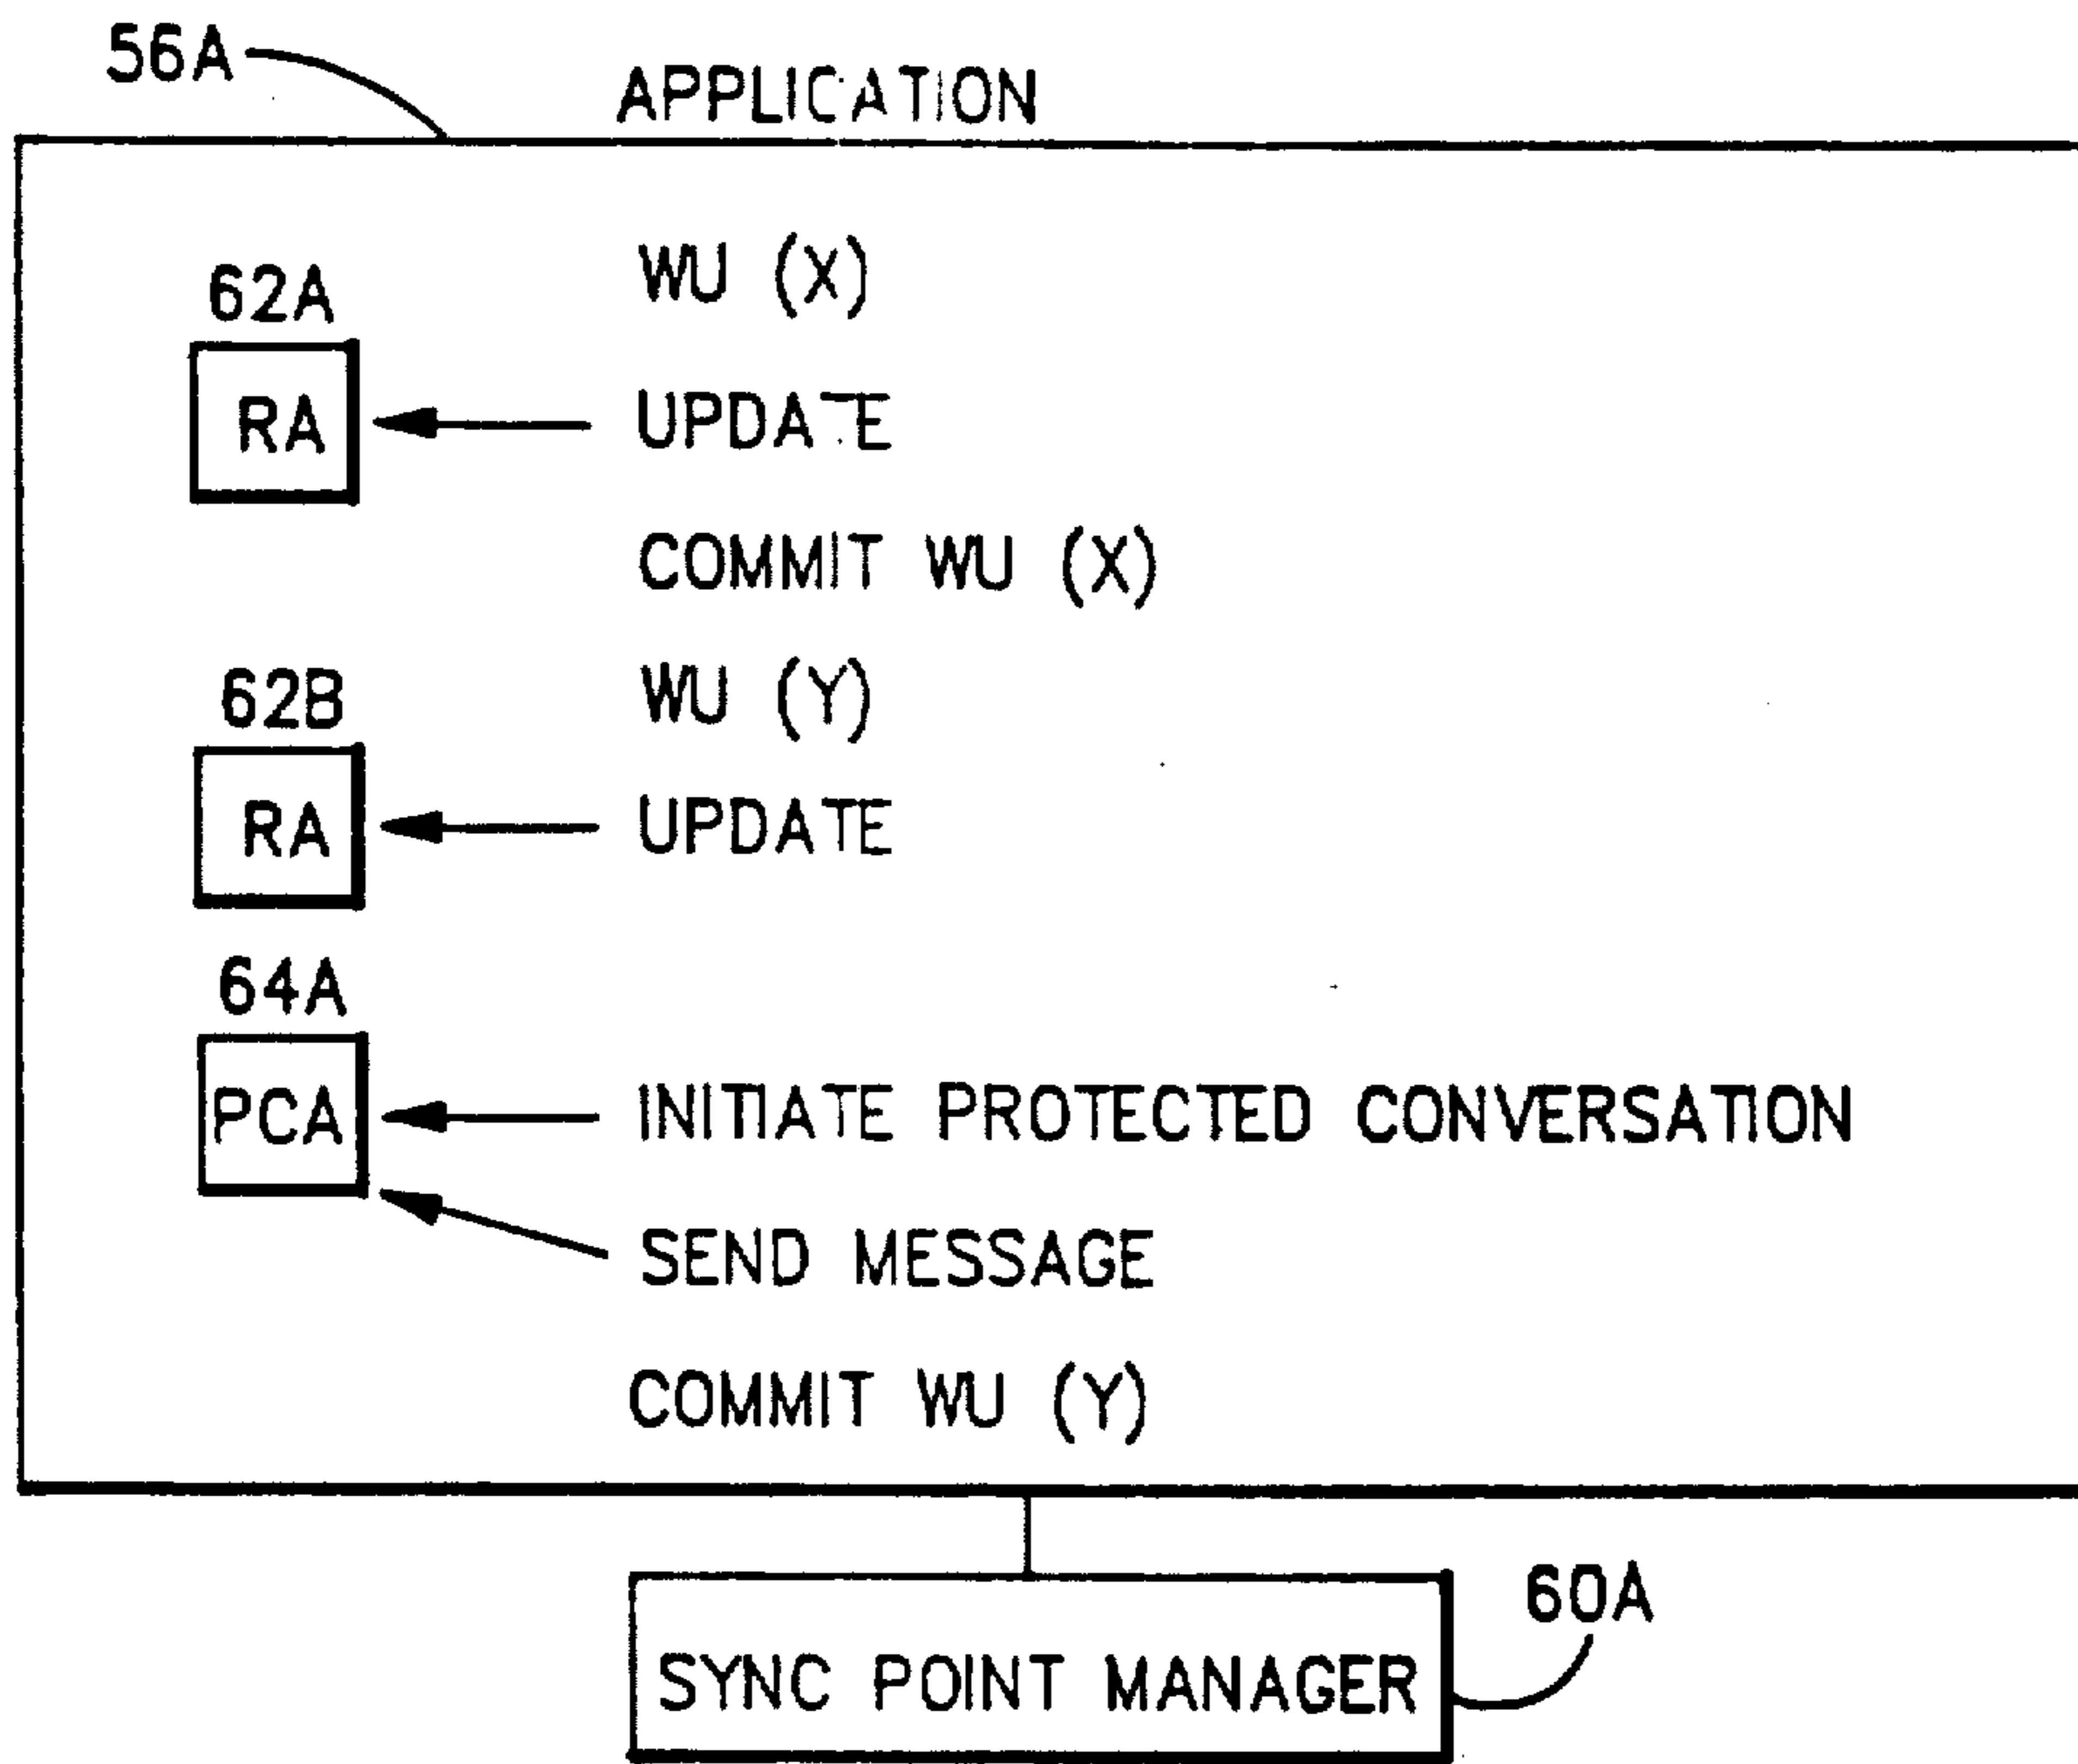 56A
APPLICATION
WU (X)
62A
RA
UPDATE
COMMIT WU (X)
WU (Y)
62B
RA
UPDATE
64A
PCA
INITIATE PROTECTED CONVERSATION
SEND MESSAGE
COMMIT WU (Y)
60A
SYNC POINT MANAGER